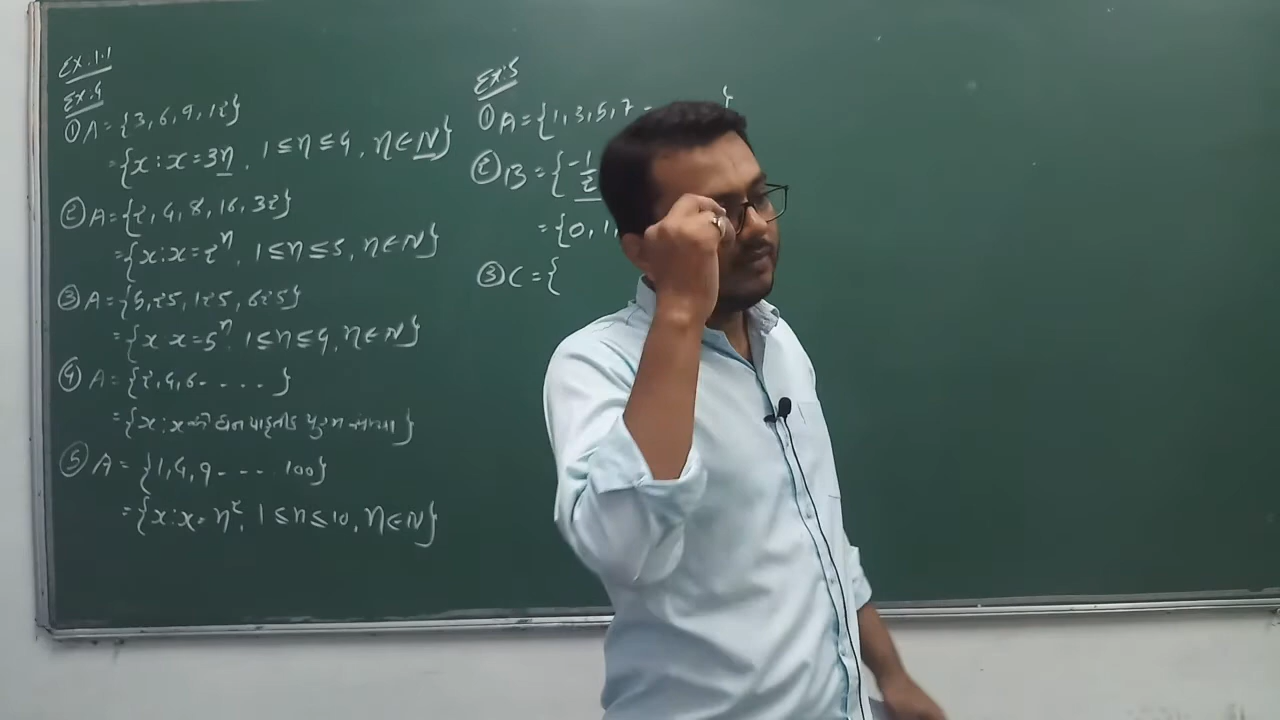 Ex. 1.1
Ex. 4
① A = {3, 6, 9, 12}
= {x : x = 3n, 1 ≤ n ≤ 4, n ∈ N}
② A = {2, 4, 8, 16, 32}
= {x : x = 2ⁿ, 1 ≤ n ≤ 5, n ∈ N}
③ A = {5, 25, 125, 625}
= {x x = 5ⁿ, 1 ≤ n ≤ 4, n ∈ N}
④ A = {2, 4, 6 - . . . . }
= {x : x
⑤ A = {1, 4, 9 - - - . 100}
= {x : x = n², 1 ≤ n ≤ 10, n ∈ N}
Ex: 5
① A = {1, 3, 5, 7 - }
② B = {-1/2
= {0, 1,
③ C = {